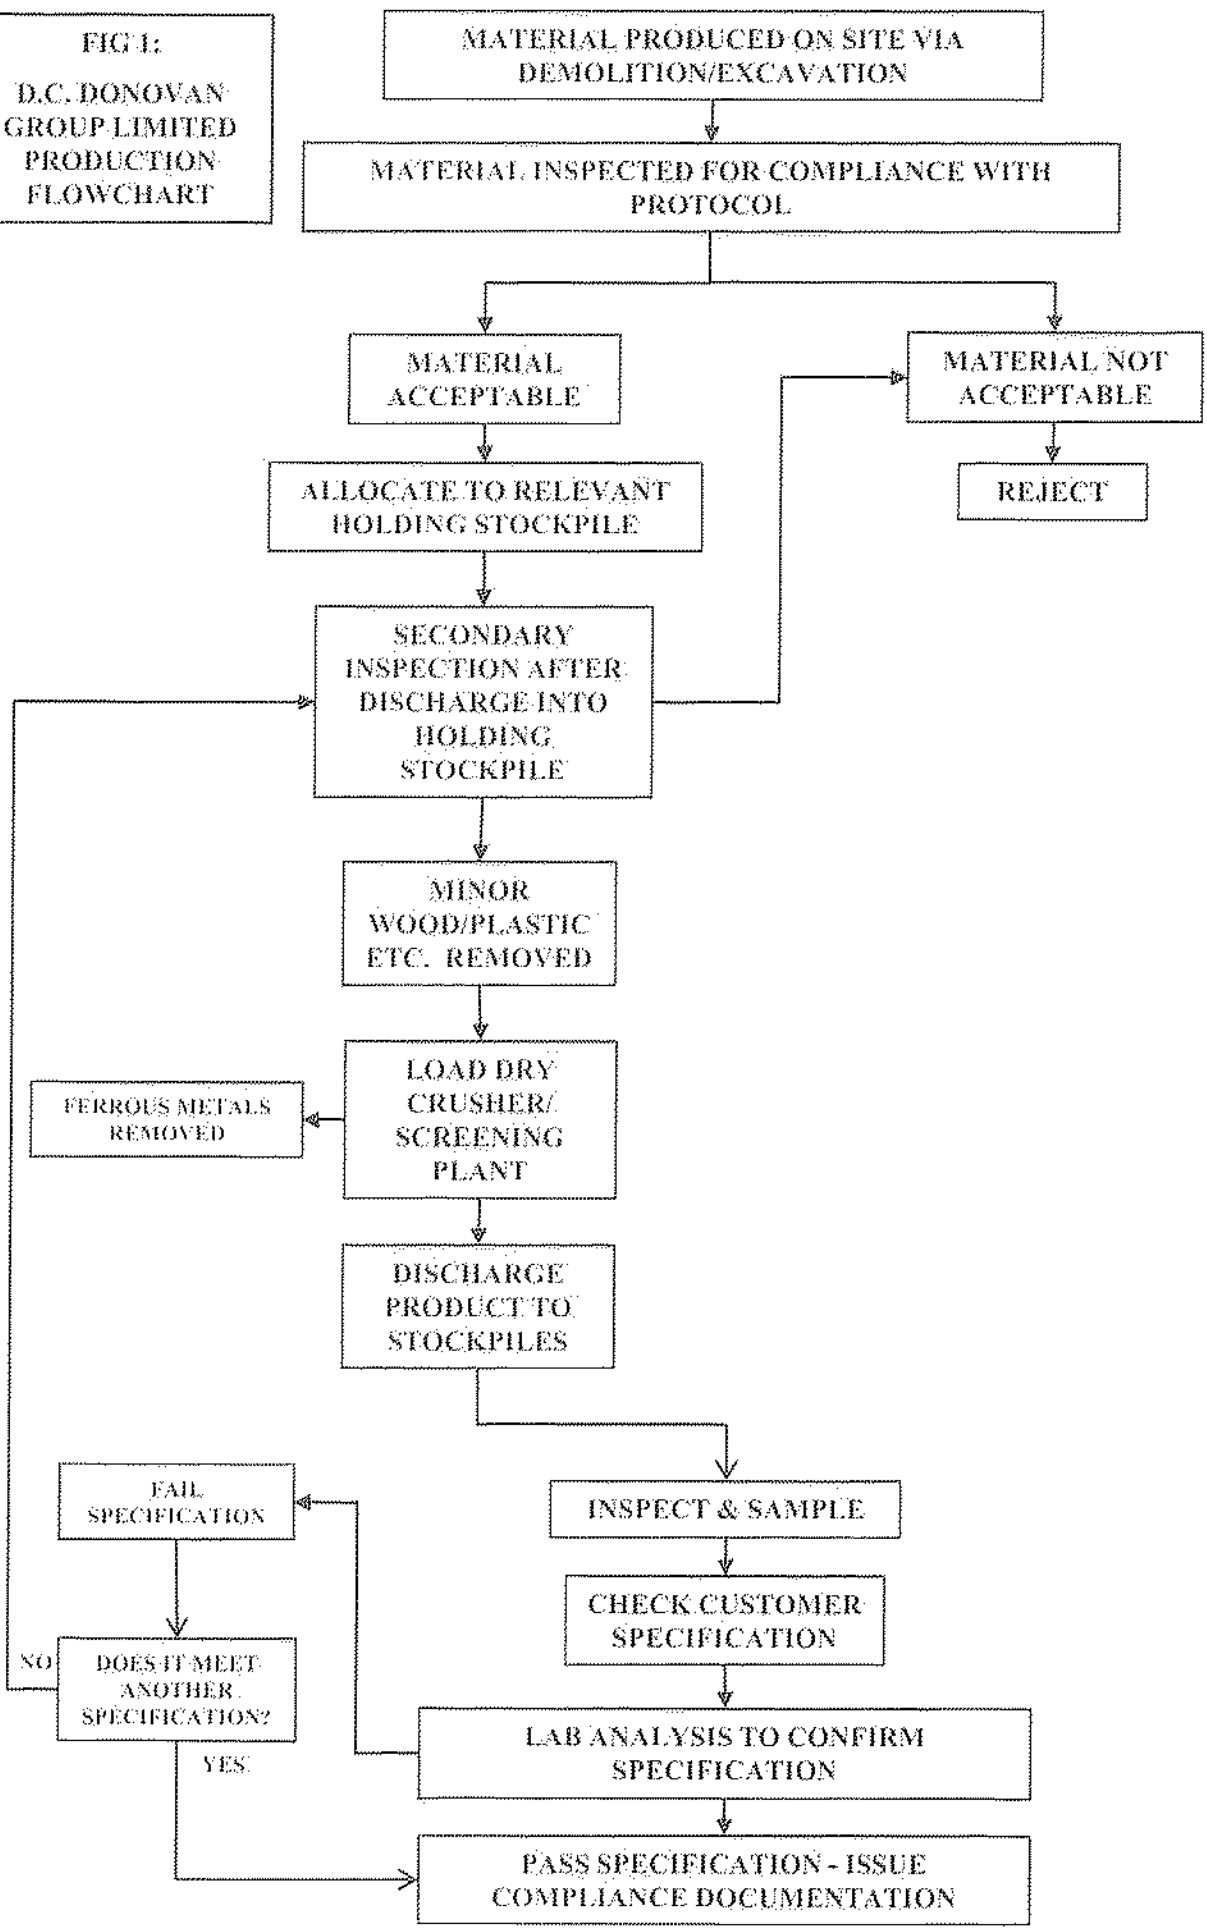 FIG 1:
D.C. DONOVAN
GROUP LIMITED
PRODUCTION
FLOWCHART
MATERIAL PRODUCED ON SITE VIA
DEMOLITION/EXCAVATION
MATERIAL INSPECTED FOR COMPLIANCE WITH
PROTOCOL
MATERIAL
ACCEPTABLE
MATERIAL NOT
ACCEPTABLE
ALLOCATE TO RELEVANT
HOLDING STOCKPILE
REJECT
SECONDARY
INSPECTION AFTER
DISCHARGE INTO
HOLDING
STOCKPILE
MINOR
WOOD/PLASTIC
ETC. REMOVED
LOAD DRY
CRUSHER/
SCREENING
PLANT
FERROUS METALS
REMOVED
DISCHARGE
PRODUCT TO
STOCKPILES
FAIL
SPECIFICATION
INSPECT & SAMPLE
CHECK CUSTOMER
SPECIFICATION
NO
DOES IT MEET
ANOTHER
SPECIFICATION?
YES
LAB ANALYSIS TO CONFIRM
SPECIFICATION
PASS SPECIFICATION - ISSUE
COMPLIANCE DOCUMENTATION